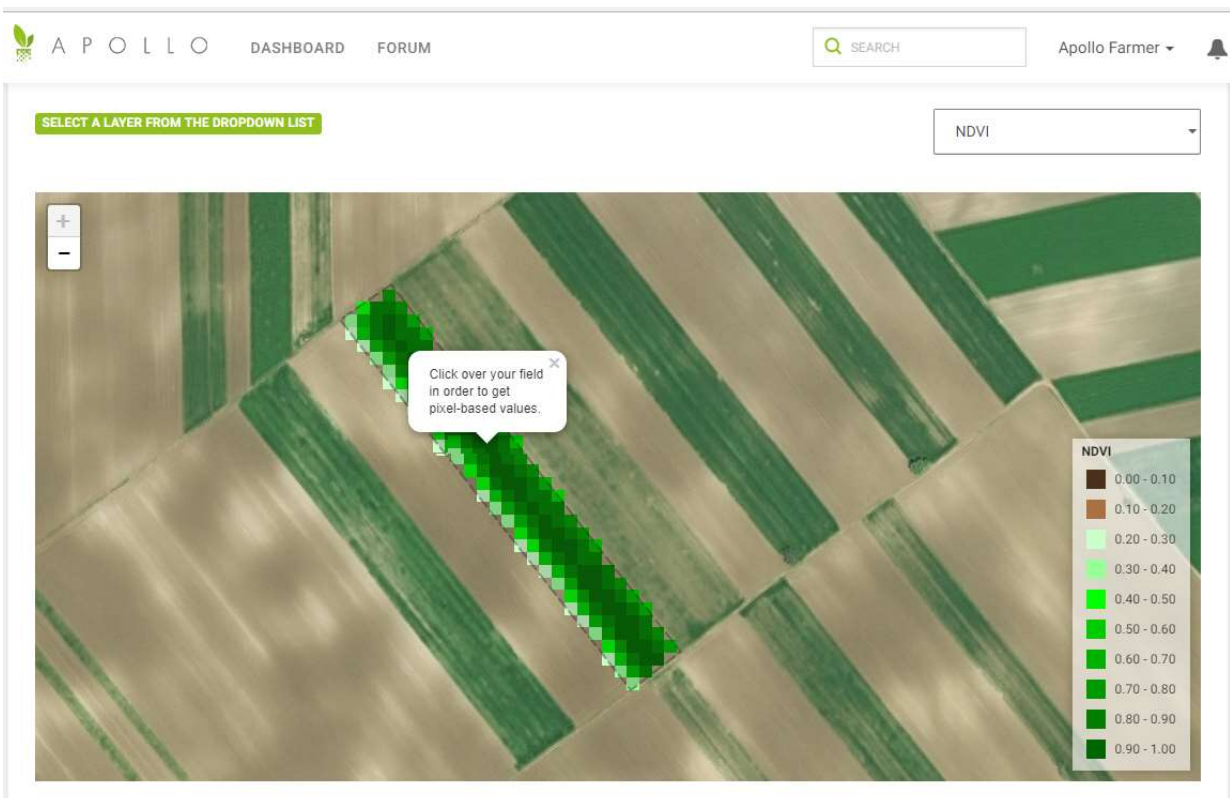 A P O L L O DASHBOARD FORUM SEARCH Apollo Farmer
SELECT A LAYER FROM THE DROPDOWN LIST
NDVI
+
−
Click over your field
in order to get
pixel-based values.
×
NDVI
0.00 - 0.10
0.10 - 0.20
0.20 - 0.30
0.30 - 0.40
0.40 - 0.50
0.50 - 0.60
0.60 - 0.70
0.70 - 0.80
0.80 - 0.90
0.90 - 1.00